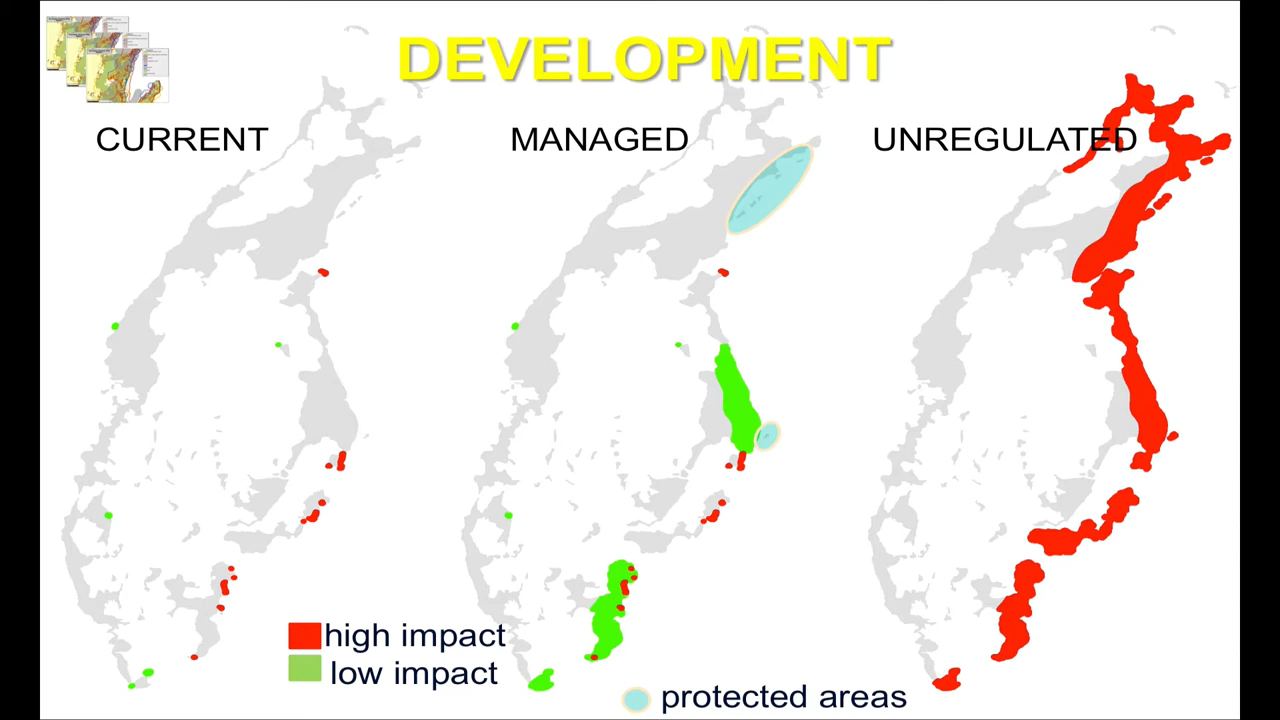 DEVELOPMENT
CURRENT
MANAGED
UNREGULATED
high impact
low impact
protected areas